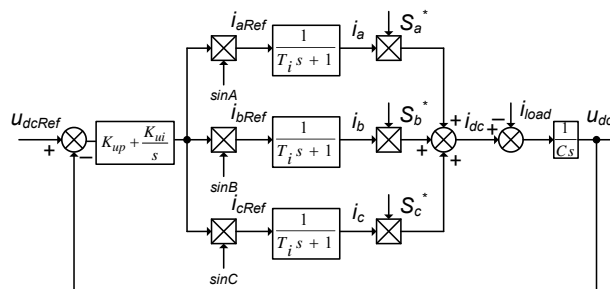 i_aRef
1 / (T_i s + 1)
i_a
S_a*
sinA
u_dcRef
+
−
K_up + K_ui / s
i_bRef
sinB
1 / (T_i s + 1)
i_b
S_b*
+
+
+
i_dc
+
−
i_load
1 / Cs
u_dc
i_cRef
sinC
1 / (T_i s + 1)
i_c
S_c*